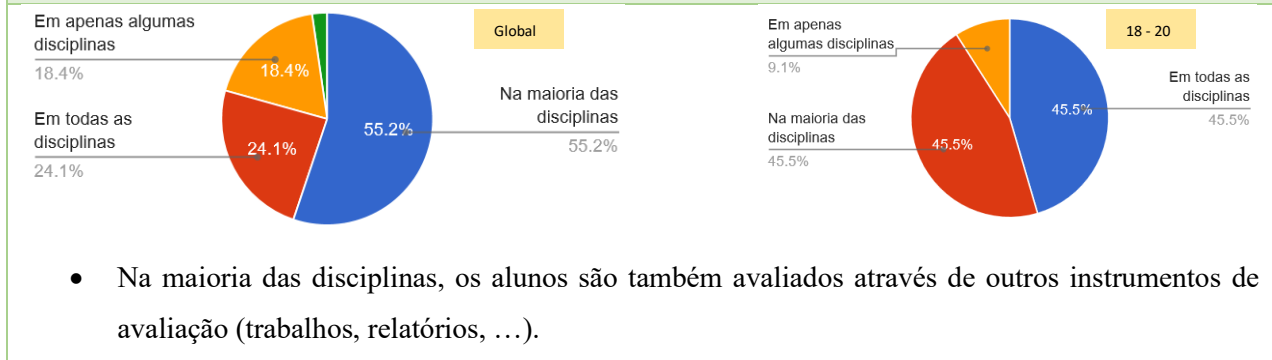 Em apenas algumas
disciplinas
18.4%
Em todas as
disciplinas
24.1%
18.4%
24.1%
55.2%
Global
Na maioria das
disciplinas
55.2%
Em apenas
algumas disciplinas
9.1%
Na maioria das
disciplinas
45.5%
45.5%
45.5%
18 - 20
Em todas as
disciplinas
45.5%
• Na maioria das disciplinas, os alunos são também avaliados através de outros instrumentos de
avaliação (trabalhos, relatórios, …).